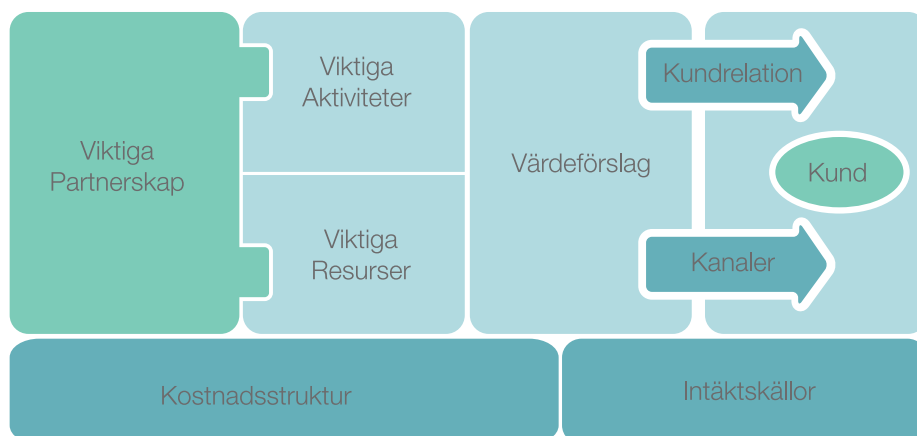 Viktiga
Partnerskap
Viktiga
Aktiviteter
Viktiga
Resurser
Värdeförslag
Kundrelation
Kund
Kanaler
Kostnadsstruktur
Intäktskällor